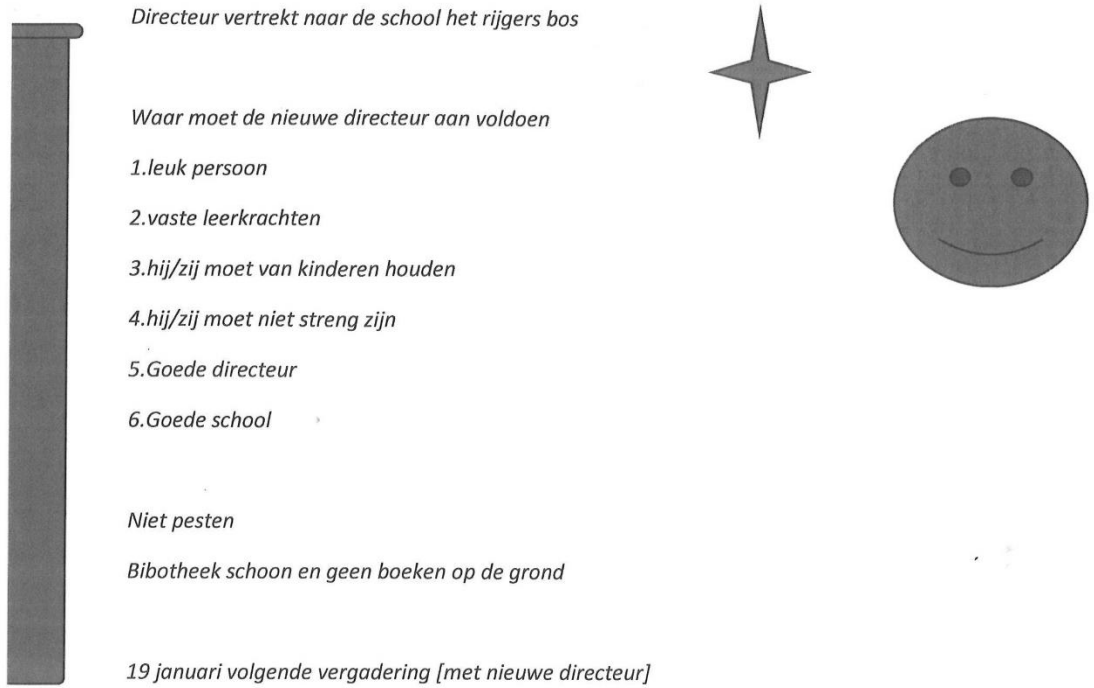 Directeur vertrekt naar de school het rijgers bos
Waar moet de nieuwe directeur aan voldoen
1.leuk persoon
2.vaste leerkrachten
3.hij/zij moet van kinderen houden
4.hij/zij moet niet streng zijn
5.Goede directeur
6.Goede school
Niet pesten
Bibotheek schoon en geen boeken op de grond
19 januari volgende vergadering [met nieuwe directeur]